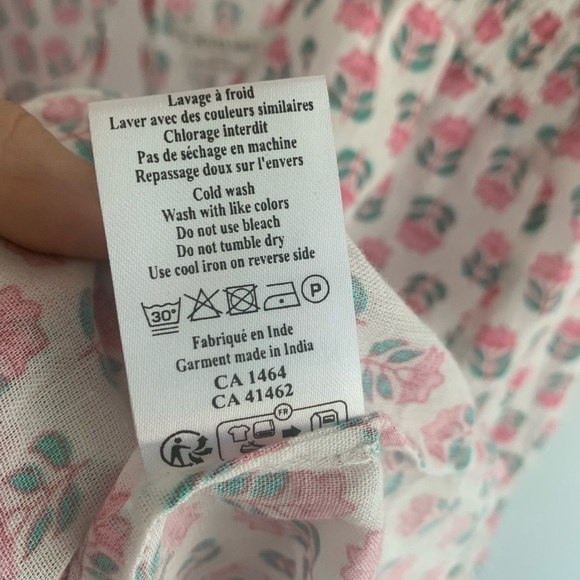 Lavage à froid
Laver avec des couleurs similaires
Chlorage interdit
Pas de séchage en machine
Repassage doux sur l'envers
Cold wash
Wash with like colors
Do not use bleach
Do not tumble dry
Use cool iron on reverse side
30° P
Fabriqué en Inde
Garment made in India
CA 1464
CA 41462
FR